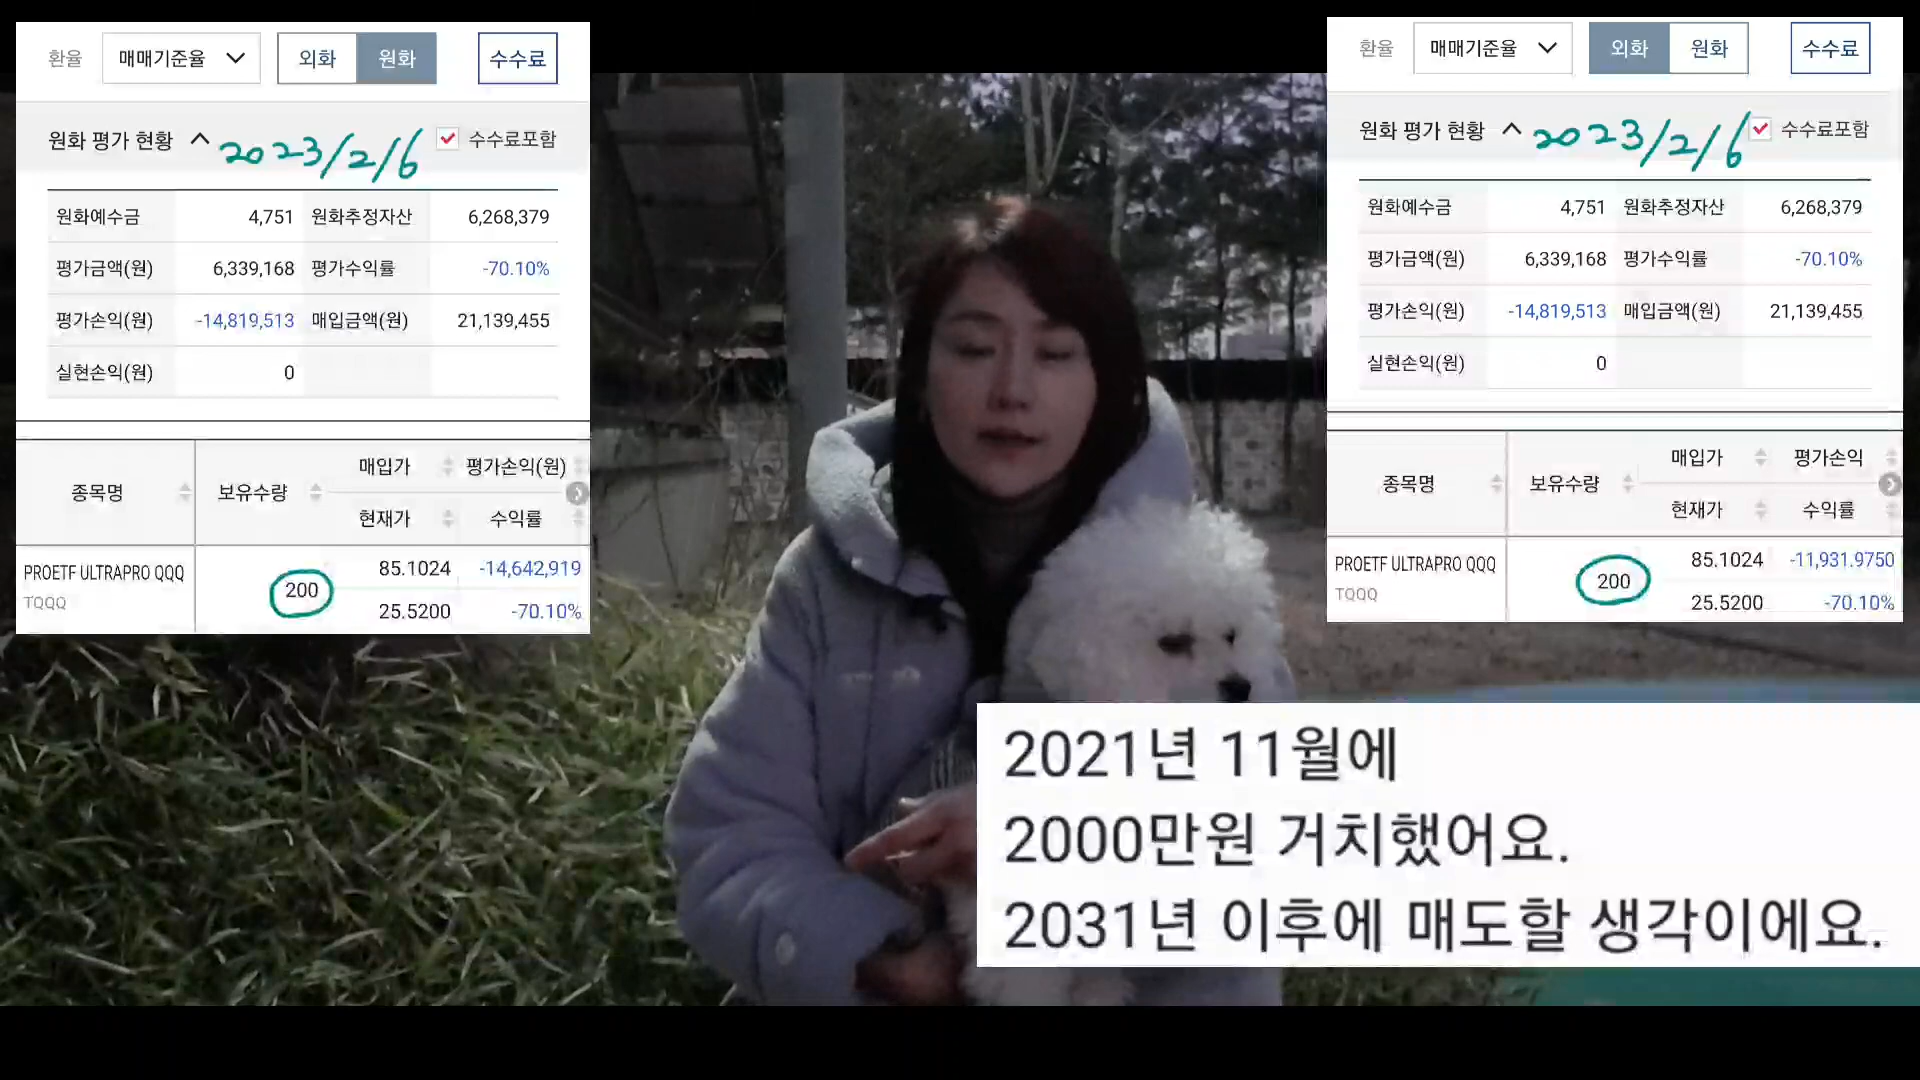 환율 매매기준율 외화 원화 수수료
원화 평가 현황 2023/2/6 수수료포함
원화예수금 4,751 원화추정자산 6,268,379
평가금액(원) 6,339,168 평가수익률 -70.10%
평가손익(원) -14,819,513 매입금액(원) 21,139,455
실현손익(원) 0
종목명 보유수량 매입가 평가손익(원)
현재가 수익률
PROETF ULTRAPRO QQQ 200 85.1024 -14,642,919
TQQQ 25.5200 -70.10%
환율 매매기준율 외화 원화 수수료
원화 평가 현황 2023/2/6 수수료포함
원화예수금 4,751 원화추정자산 6,268,379
평가금액(원) 6,339,168 평가수익률 -70.10%
평가손익(원) -14,819,513 매입금액(원) 21,139,455
실현손익(원) 0
종목명 보유수량 매입가 평가손익
현재가 수익률
PROETF ULTRAPRO QQQ 200 85.1024 -11,931.9750
TQQQ 25.5200 -70.10%
2021년 11월에
2000만원 거치했어요.
2031년 이후에 매도할 생각이에요.